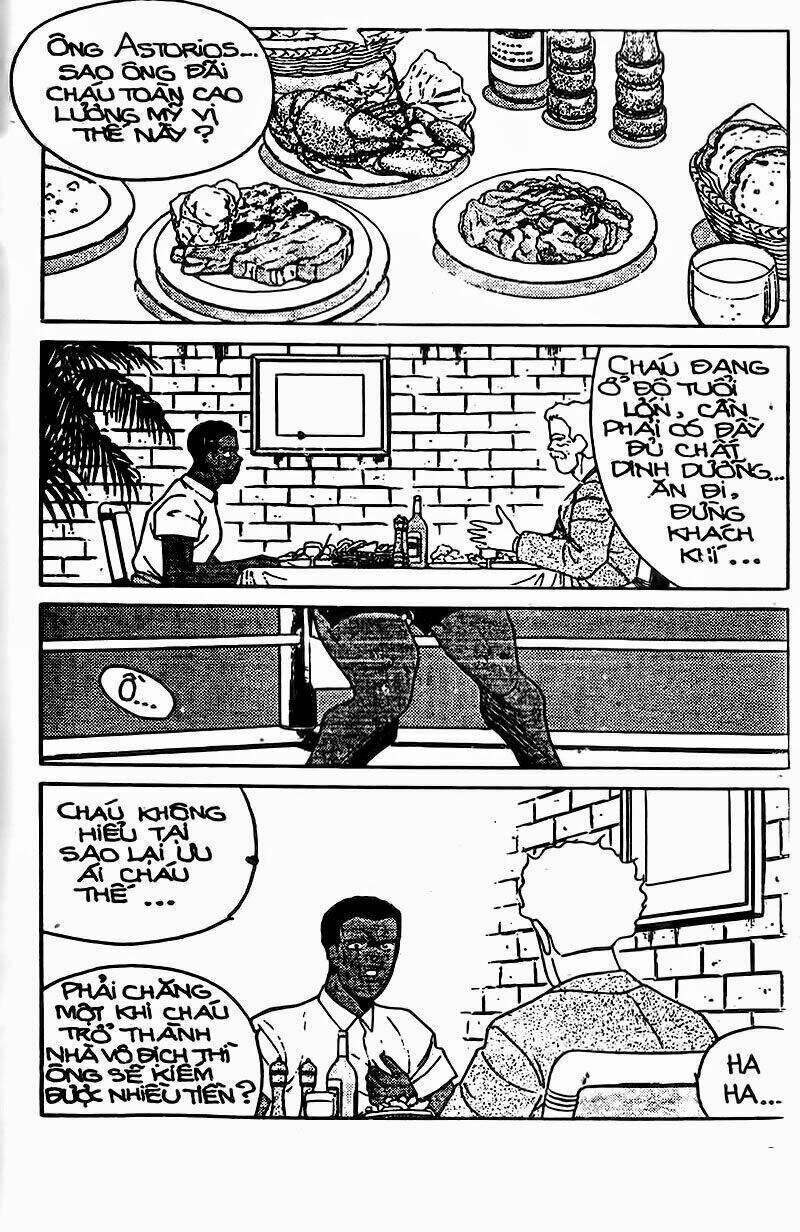 ÔNG ASTORIOS...
SAO ÔNG ĐÃI
CHÁU TOÀN CAO
LƯƠNG MỸ VỊ
THẾ NẦY?
CHÁU ĐANG
Ở ĐỘ TUỔI
LỚN, CẦN
PHẢI CÓ ĐẦY
ĐỦ CHẤT
DINH DƯỠNG...
ĂN ĐI,
ĐỪNG
KHÁCH
KHÍ...
Ồ...
CHÁU KHÔNG
HIỂU TẠI
SAO LẠI ƯU
ÁI CHÁU
THẾ...
PHẢI CHĂNG
MỘT KHI CHÁU
TRỞ THÀNH
NHÀ VÔ ĐỊCH THÌ
ÔNG SẼ KIẾM
ĐƯỢC NHIỀU TIỀN?
HA
HA...